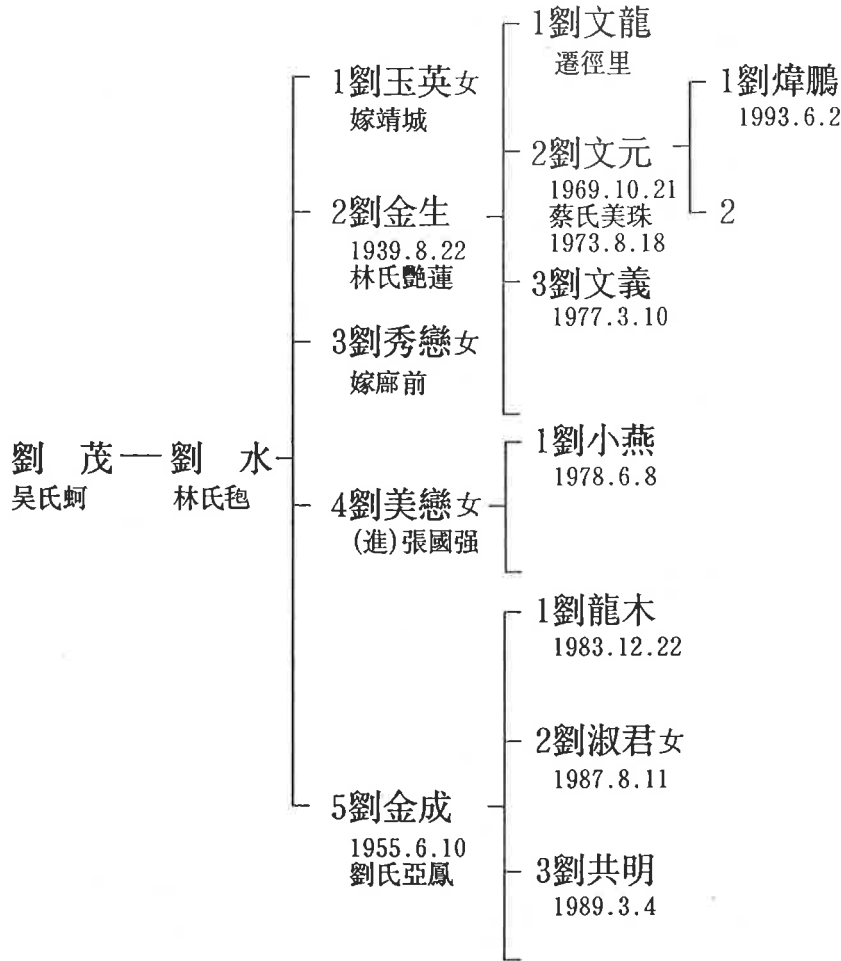 劉　茂
吴氏蚵
劉　水
林氏䄧
1劉玉英女
嫁靖城
2劉金生
1939.8.22
林氏艷蓮
3劉秀戀女
嫁廍前
4劉美戀女
(進)張國强
5劉金成
1955.6.10
劉氏亞鳳
1劉文龍
遷徑里
2劉文元
1969.10.21
蔡氏美珠
1973.8.18
3劉文義
1977.3.10
1劉煒鵬
1993.6.2
2
1劉小燕
1978.6.8
1劉龍木
1983.12.22
2劉淑君女
1987.8.11
3劉共明
1989.3.4